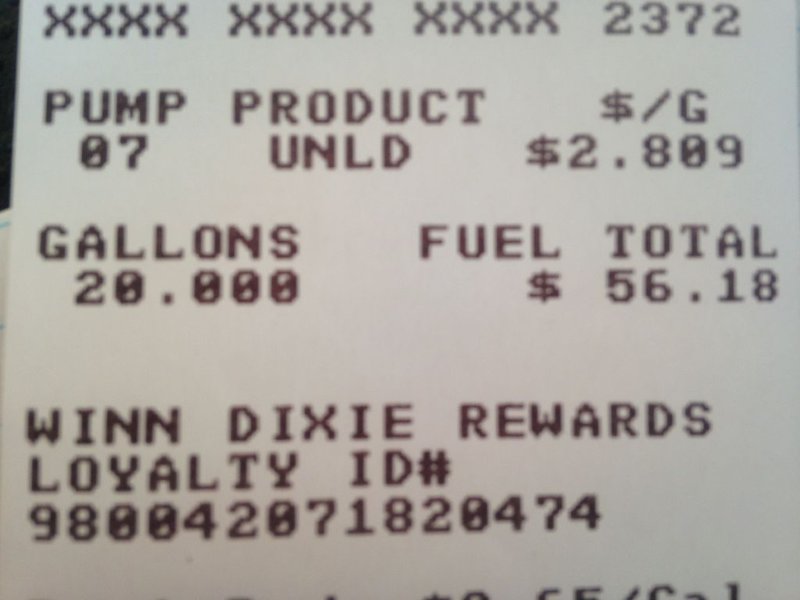 XXXX XXXX XXXX 2372
PUMP PRODUCT $/G
07 UNLD $2.809
GALLONS FUEL TOTAL
20.000 $ 56.18
WINN DIXIE REWARDS
LOYALTY ID#
980042071820474